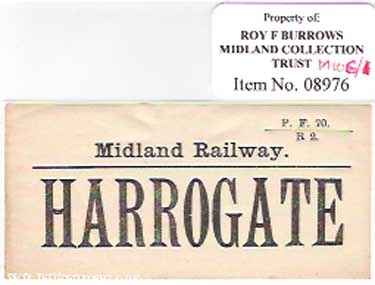 Property of:
ROY F BURROWS
MIDLAND COLLECTION
TRUST
Item No. 08976
P. F. 70.
R 2.
Midland Railway.
HARROGATE